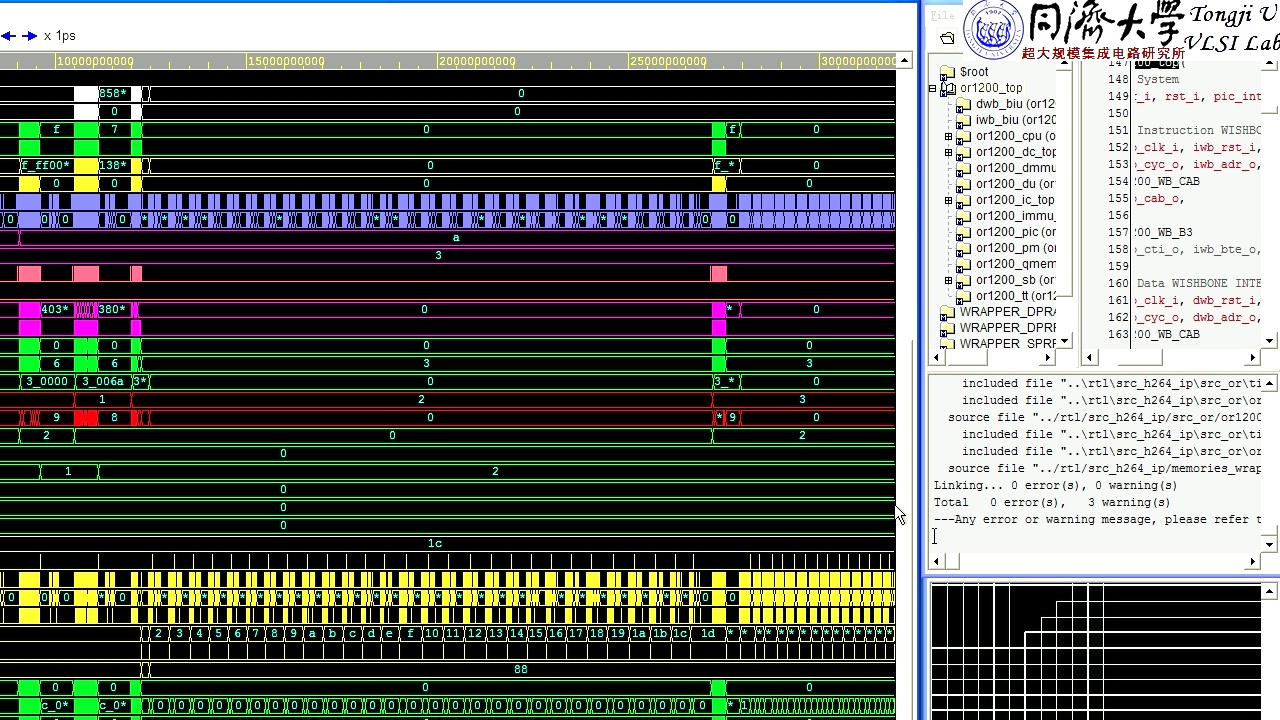 x 1ps
10000000000 15000000000 20000000000 25000000000 30000000000
858* 0
0 0
f 7 0 f 0
f_ff00* 138* 0 f_* 0
0 0 0 0
a
3
403* 380* 0 * 0
0 0 0 0
6 6 3 3
3_0000 3_006a 3* 0 3_* 0
1 2 3
9 8 0 * 9 0
2 0 2
0
1 2
0
0
0
1c
2 3 4 5 6 7 8 9 a b c d e f 10 11 12 13 14 15 16 17 18 19 1a 1b 1c 1d
88
0 0 0 0
c_0* c_0*
File
同濟大學
Tongji U
VLSI Lab
超大规模集成电路研究所
$root
or1200_top
dwb_biu (or12
iwb_biu (or120
or1200_cpu (o
or1200_dc_top
or1200_dmmu
or1200_du (or
or1200_ic_top
or1200_immu_
or1200_pic (or
or1200_pm (or
or1200_qmem
or1200_sb (or
or1200_tt (or12
WRAPPER_DPRA
WRAPPER_DPRF
WRAPPER_SPRF
147 00_top(
148 System
149 t_i, rst_i, pic_int
150
151 Instruction WISHBO
152 _clk_i, iwb_rst_i,
153 _cyc_o, iwb_adr_o,
154 00_WB_CAB
155 _cab_o,
156
157 00_WB_B3
158 _cti_o, iwb_bte_o,
159
160 Data WISHBONE INTE
161 _clk_i, dwb_rst_i,
162 _cyc_o, dwb_adr_o,
163 00_WB_CAB
included file "..\rtl\src_h264_ip\src_or\ti
included file "..\rtl\src_h264_ip\src_or\or
source file "../rtl/src_h264_ip/src_or/or1200
included file "..\rtl\src_h264_ip\src_or\ti
included file "..\rtl\src_h264_ip\src_or\or
source file "../rtl/src_h264_ip/memories_wrap
Linking... 0 error(s), 0 warning(s)
Total 0 error(s), 3 warning(s)
---Any error or warning message, please refer t